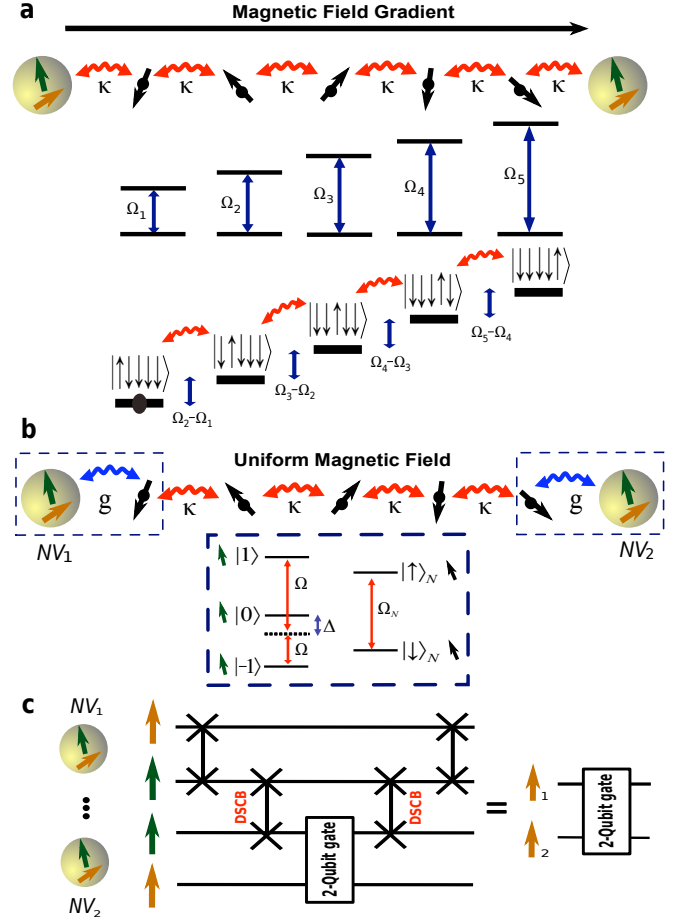 a
Magnetic Field Gradient
κ κ κ κ κ κ
Ω₁ Ω₂ Ω₃ Ω₄ Ω₅
|↑↓↓↓↓⟩ |↓↑↓↓↓⟩ |↓↓↑↓↓⟩ |↓↓↓↑↓⟩ |↓↓↓↓↑⟩
Ω₂-Ω₁ Ω₃-Ω₂ Ω₄-Ω₃ Ω₅-Ω₄
b
Uniform Magnetic Field
g κ κ κ κ g
NV₁ NV₂
|1⟩ Ω |↑⟩N
|0⟩ Δ ΩN
Ω
|-1⟩ |↓⟩N
c
NV₁
DSCB 2-Qubit gate DSCB = 1 2-Qubit gate
2
NV₂